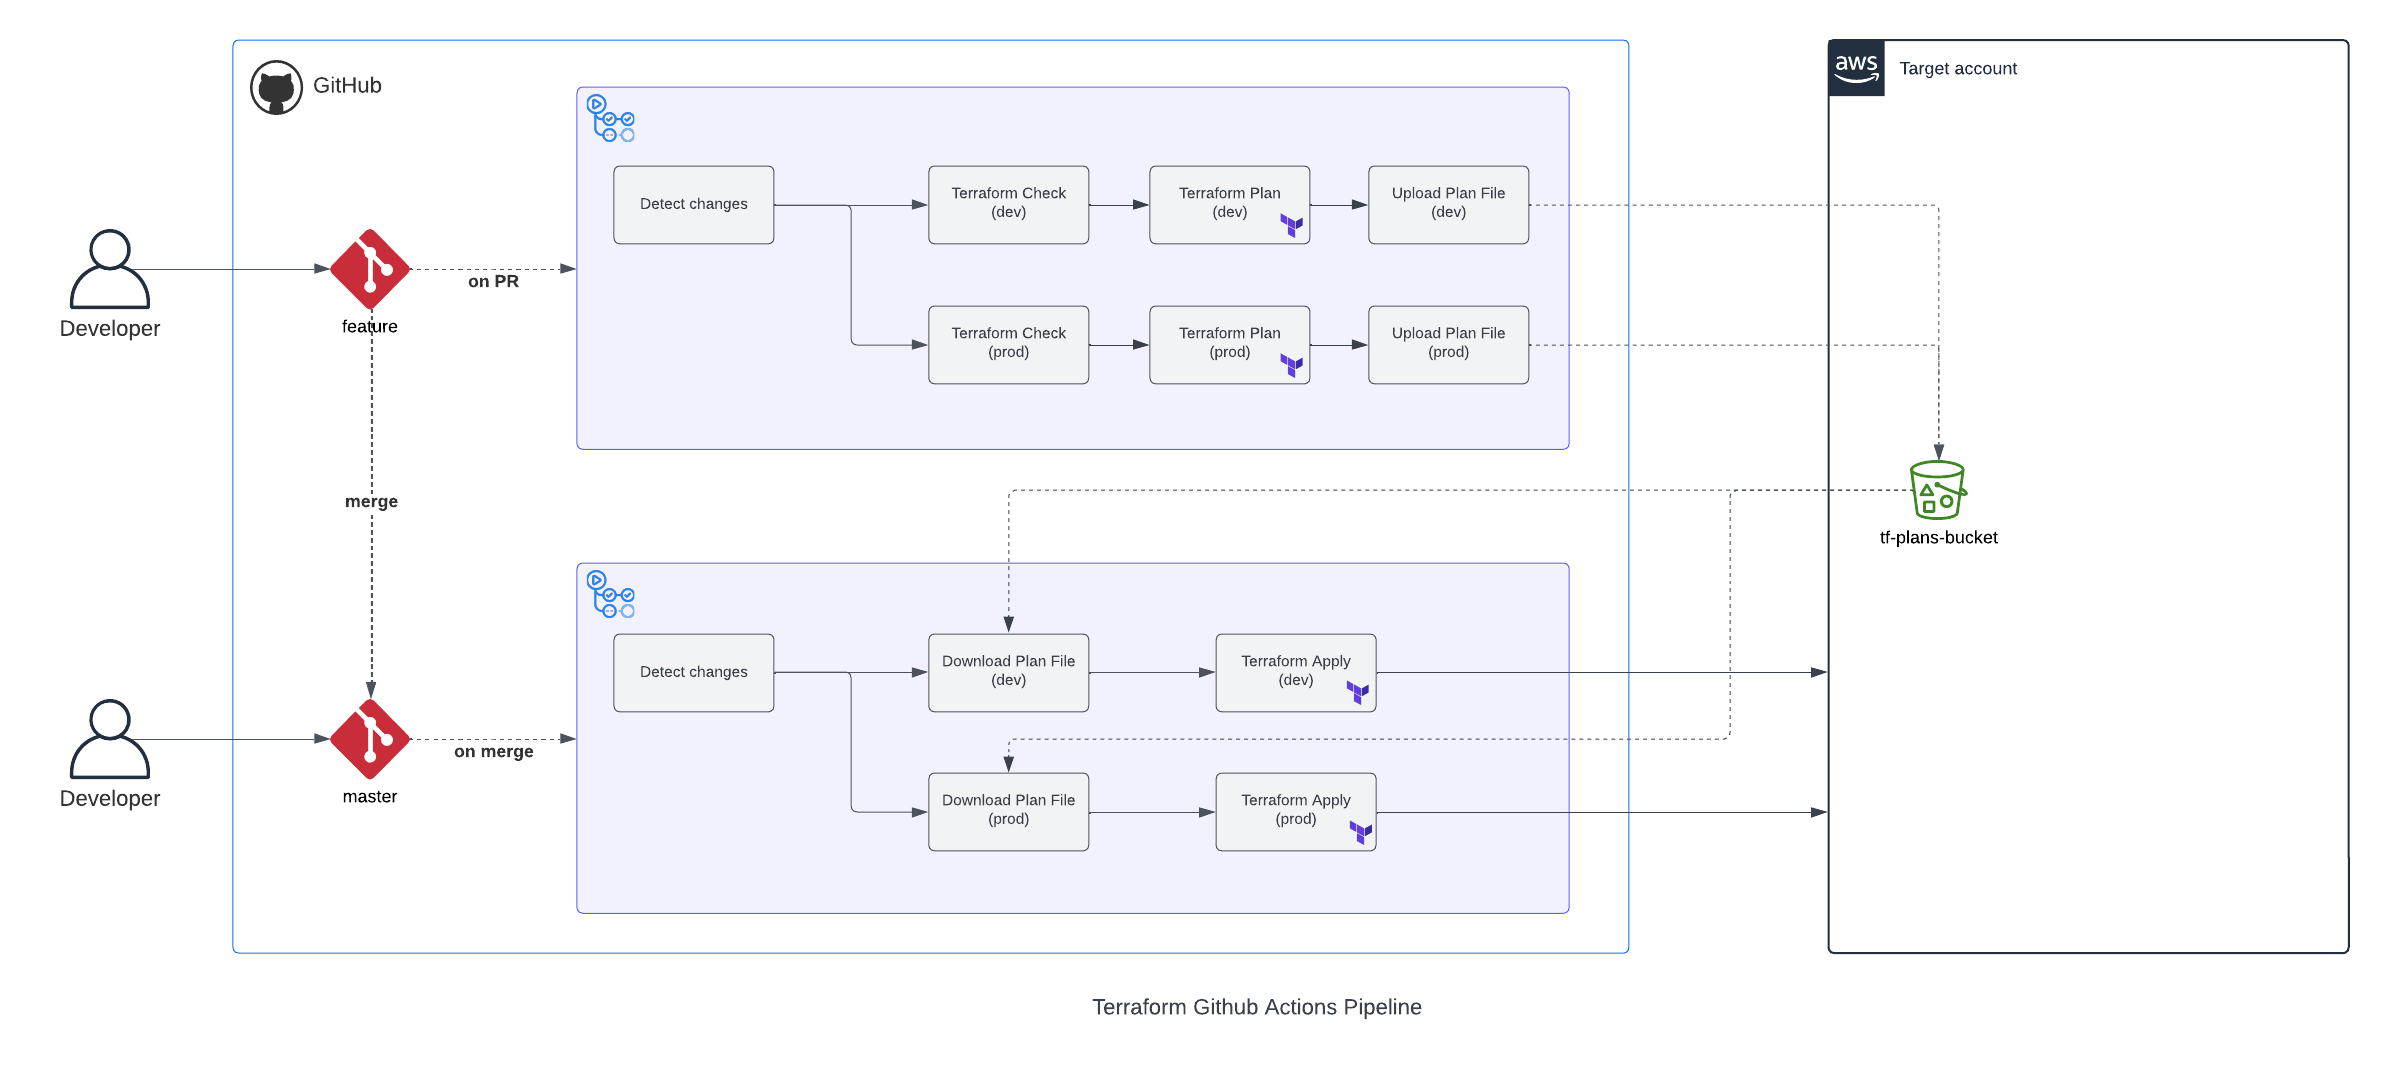 GitHub
aws
Target account
Detect changes
Terraform Check
(dev)
Terraform Plan
(dev)
Upload Plan File
(dev)
Developer
feature
on PR
Terraform Check
(prod)
Terraform Plan
(prod)
Upload Plan File
(prod)
merge
tf-plans-bucket
Detect changes
Download Plan File
(dev)
Terraform Apply
(dev)
Developer
master
on merge
Download Plan File
(prod)
Terraform Apply
(prod)
Terraform Github Actions Pipeline